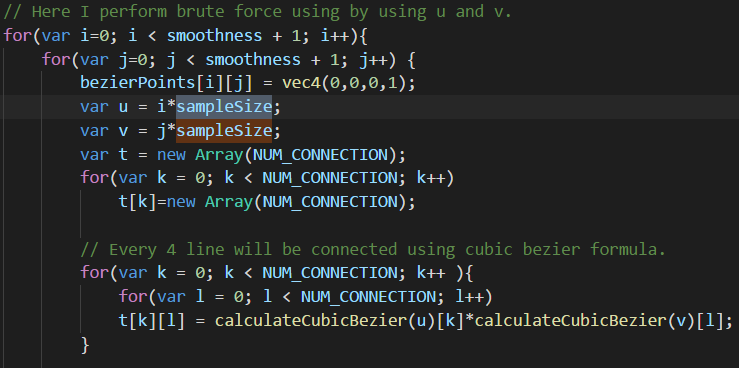 // Here I perform brute force using by using u and v.
for(var i=0; i < smoothness + 1; i++){
    for(var j=0; j < smoothness + 1; j++) {
        bezierPoints[i][j] = vec4(0,0,0,1);
        var u = i*sampleSize;
        var v = j*sampleSize;
        var t = new Array(NUM_CONNECTION);
        for(var k = 0; k < NUM_CONNECTION; k++)
            t[k]=new Array(NUM_CONNECTION);
        // Every 4 line will be connected using cubic bezier formula.
        for(var k = 0; k < NUM_CONNECTION; k++ ){
            for(var l = 0; l < NUM_CONNECTION; l++)
            t[k][l] = calculateCubicBezier(u)[k]*calculateCubicBezier(v)[l];
        }